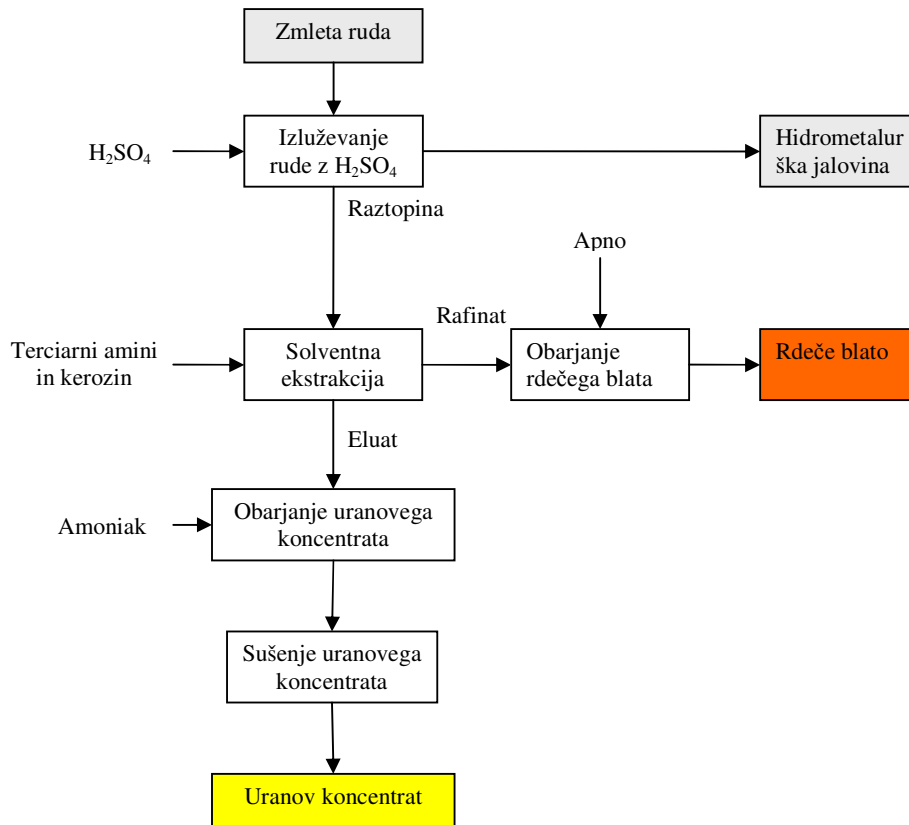 Zmleta ruda
H₂SO₄
Izluževanje
rude z H₂SO₄
Hidrometalur
ška jalovina
Raztopina
Apno
Rafinat
Terciarni amini
in kerozin
Solventna
ekstrakcija
Obarjanje
rdečega blata
Rdeče blato
Eluat
Amoniak
Obarjanje uranovega
koncentrata
Sušenje uranovega
koncentrata
Uranov koncentrat